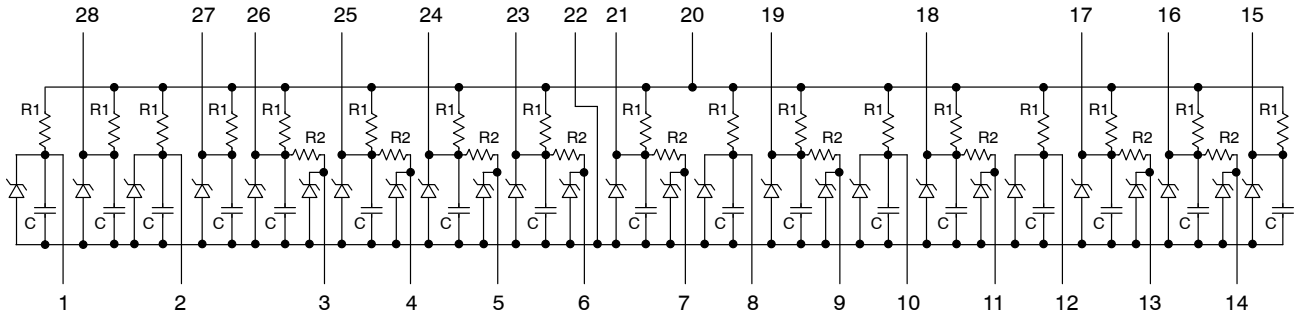 28 27 26 25 24 23 22 21 20 19 18 17 16 15
R1 R1 R1 R1 R1 R1 R1 R1 R1 R1 R1 R1 R1 R1 R1 R1 R1
R2 R2 R2 R2 R2 R2 R2 R2 R2
C C C C C C C C C C C C C C C C C
1 2 3 4 5 6 7 8 9 10 11 12 13 14